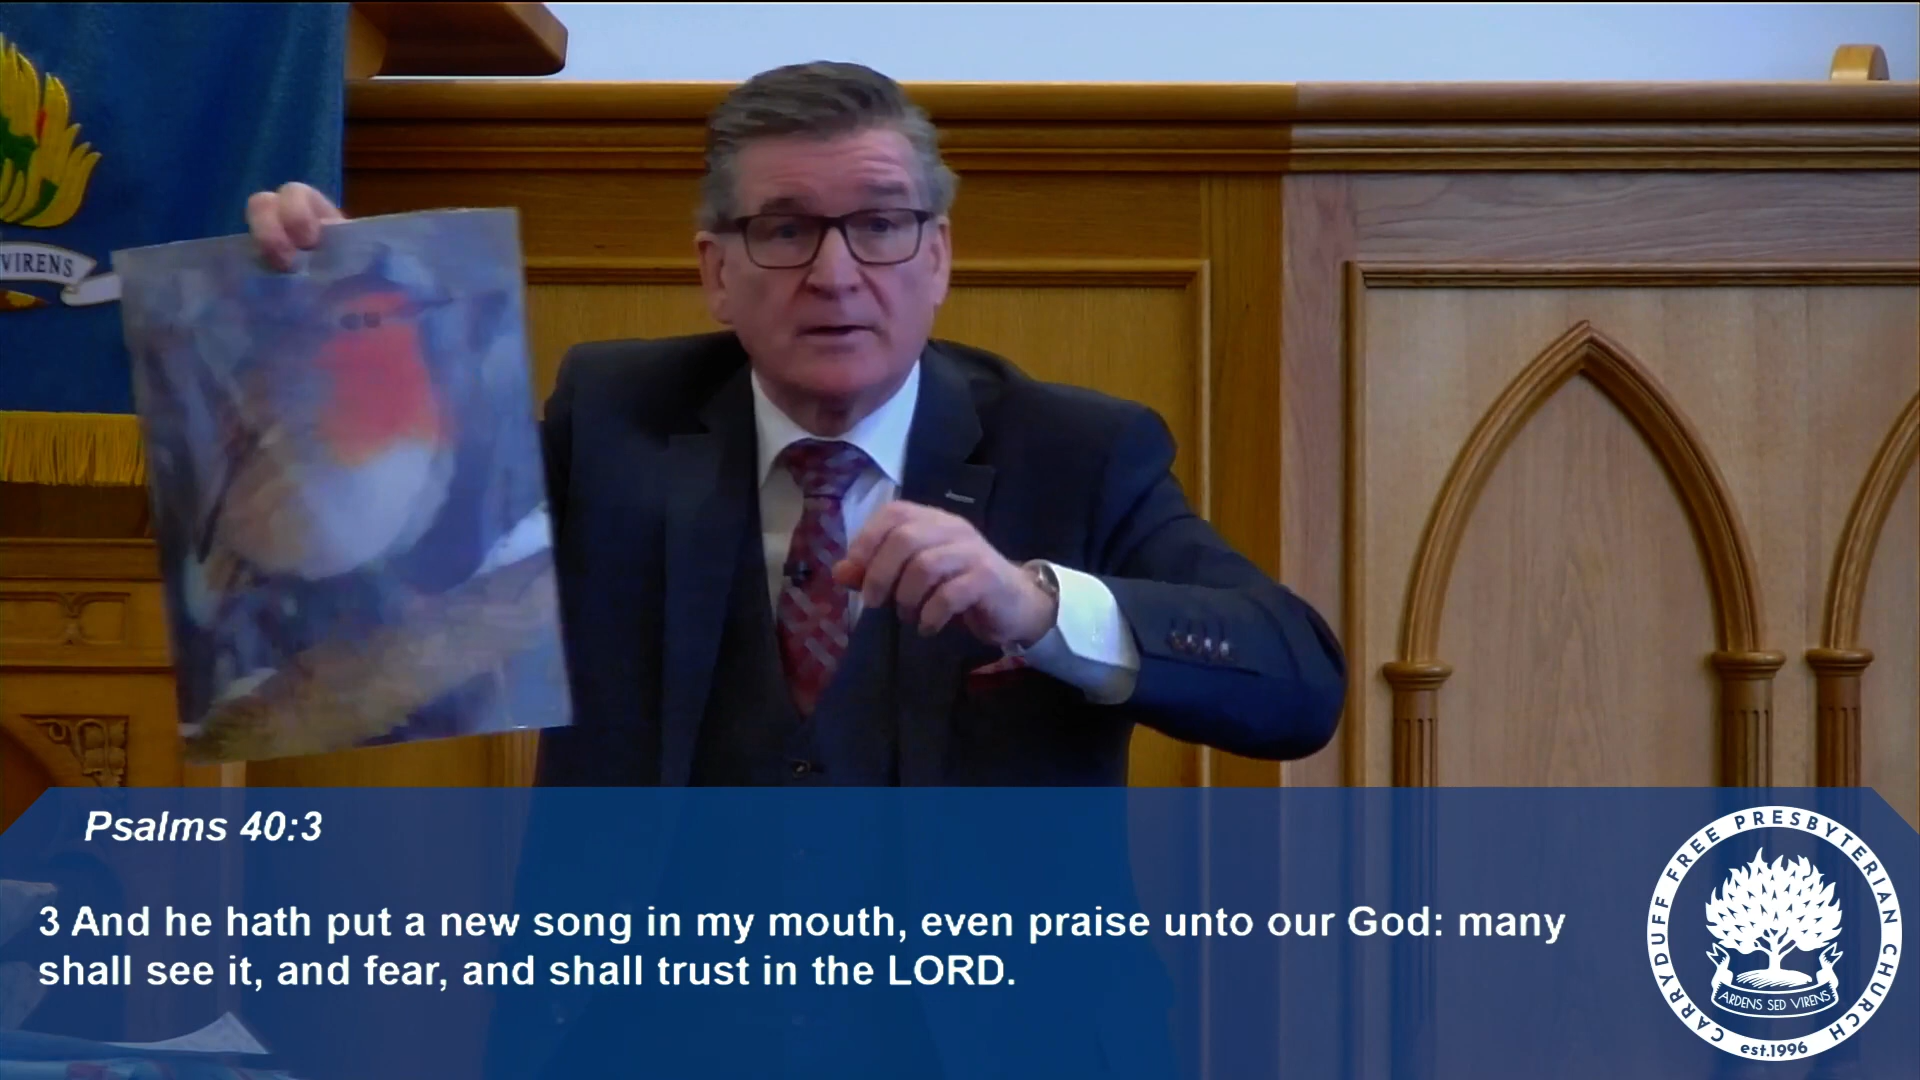 VIRENS
Psalms 40:3
3 And he hath put a new song in my mouth, even praise unto our God: many
shall see it, and fear, and shall trust in the LORD.
CARRYDUFF FREE PRESBYTERIAN CHURCH
ARDENS SED VIRENS
est.1996